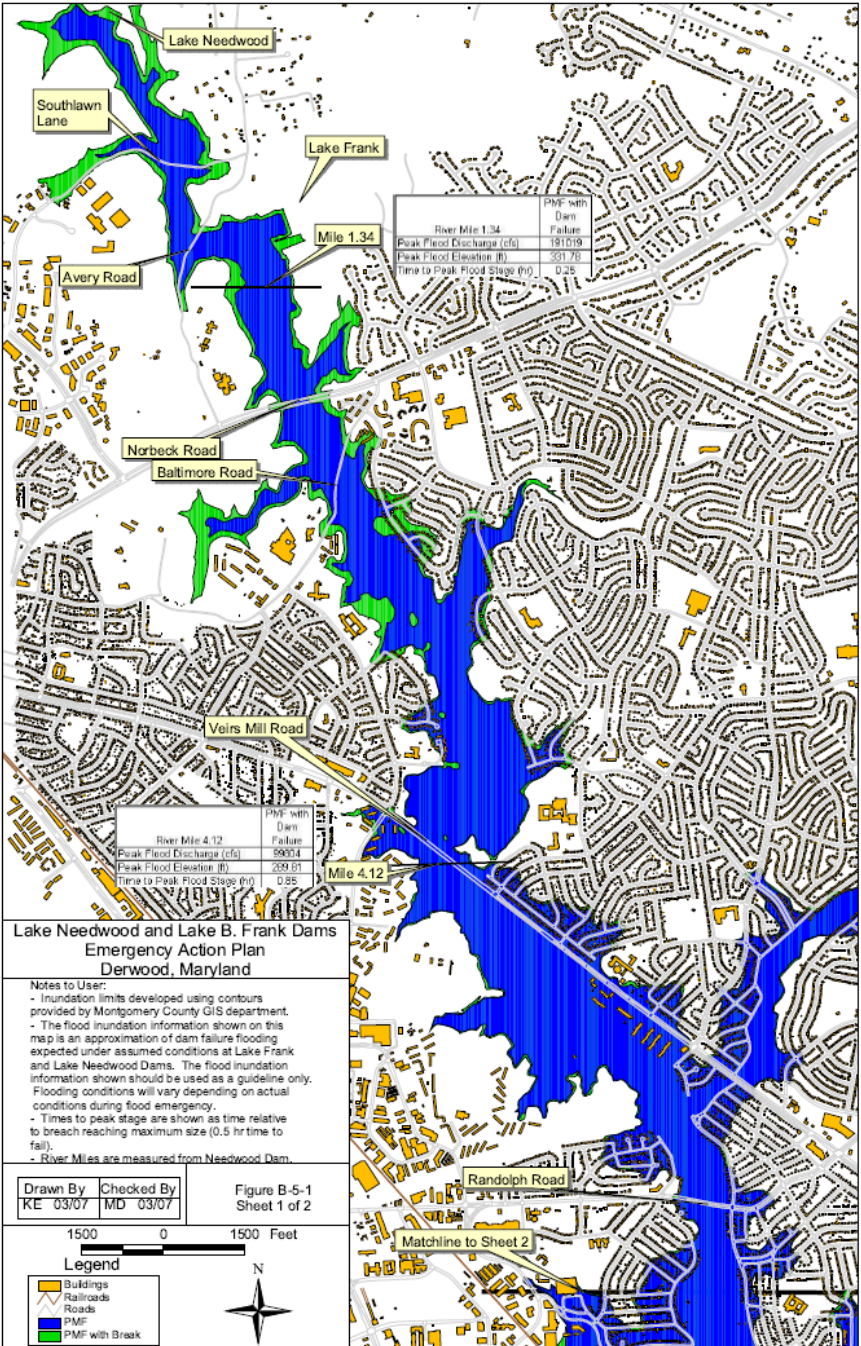 Lake Needwood
Southlawn
Lane
Lake Frank
River Mile 1:34
PMF with
Dam
Failure
Peak Flood Discharge (cfs) 191019
Peak Flood Elevation (ft) 331.78
Time to Peak Flood Stage (hr) 0.25
Mile 1.34
Avery Road
Norbeck Road
Baltimore Road
Veirs Mill Road
River Mile 4.12
PMF with
Dam
Failure
Peak Flood Discharge (cfs) 99004
Peak Flood Elevation (ft) 289.81
Time to Peak Flood Stage (hr) 0.85
Mile 4.12
Lake Needwood and Lake B. Frank Dams
Emergency Action Plan
Derwood, Maryland
Notes to User:
- Inundation limits developed using contours
provided by Montgomery County GIS department.
- The flood inundation information shown on this
map is an approximation of dam failure flooding
expected under assumed conditions at Lake Frank
and Lake Needwood Dams. The flood inundation
information shown should be used as a guideline only.
Flooding conditions will vary depending on actual
conditions during flood emergency.
- Times to peak stage are shown as time relative
to breach reaching maximum size (0.5 hr time to
fail).
- River Miles are measured from Needwood Dam.
Drawn By
KE 03/07
Checked By
MD 03/07
Figure B-5-1
Sheet 1 of 2
Randolph Road
Matchline to Sheet 2
1500 0 1500 Feet
Legend
Buildings
Railroads
Roads
PMF
PMF with Break
N